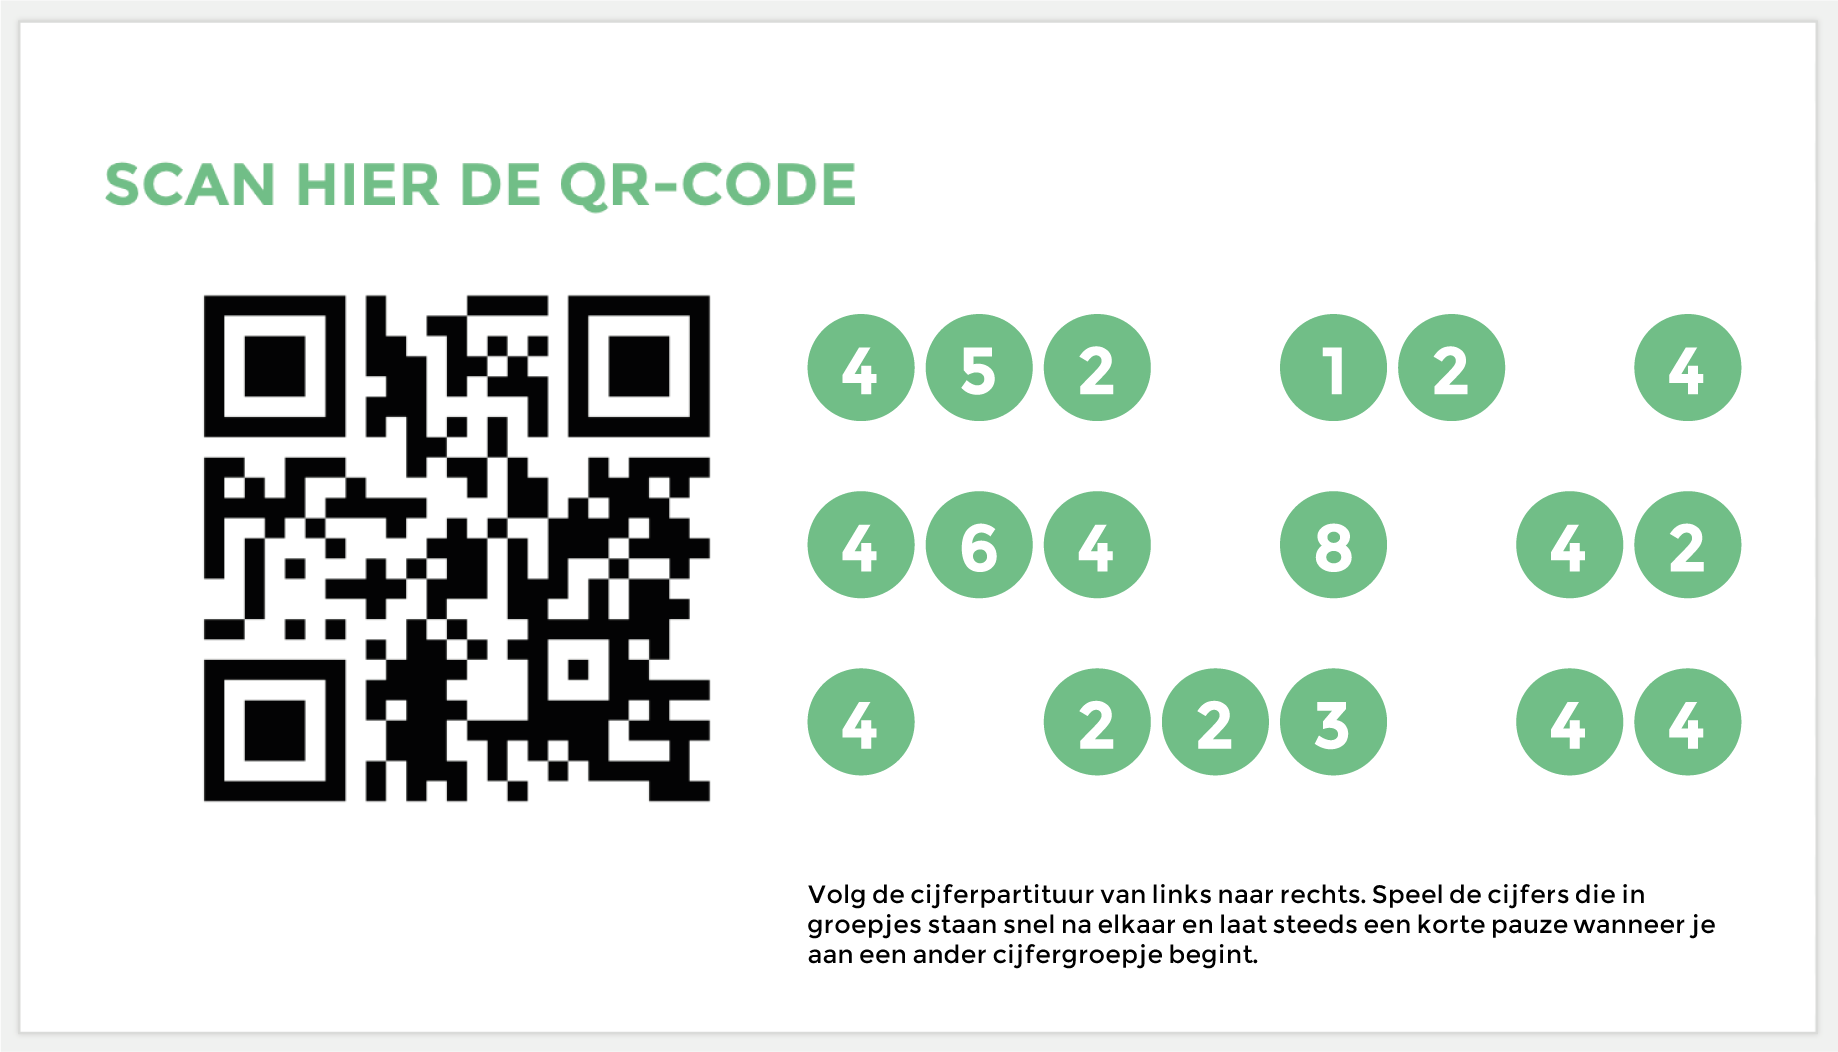 SCAN HIER DE QR-CODE
4 5 2 1 2 4
4 6 4 8 4 2
4 2 2 3 4 4
Volg de cijferpartituur van links naar rechts. Speel de cijfers die in
groepjes staan snel na elkaar en laat steeds een korte pauze wanneer je
aan een ander cijfergroepje begint.